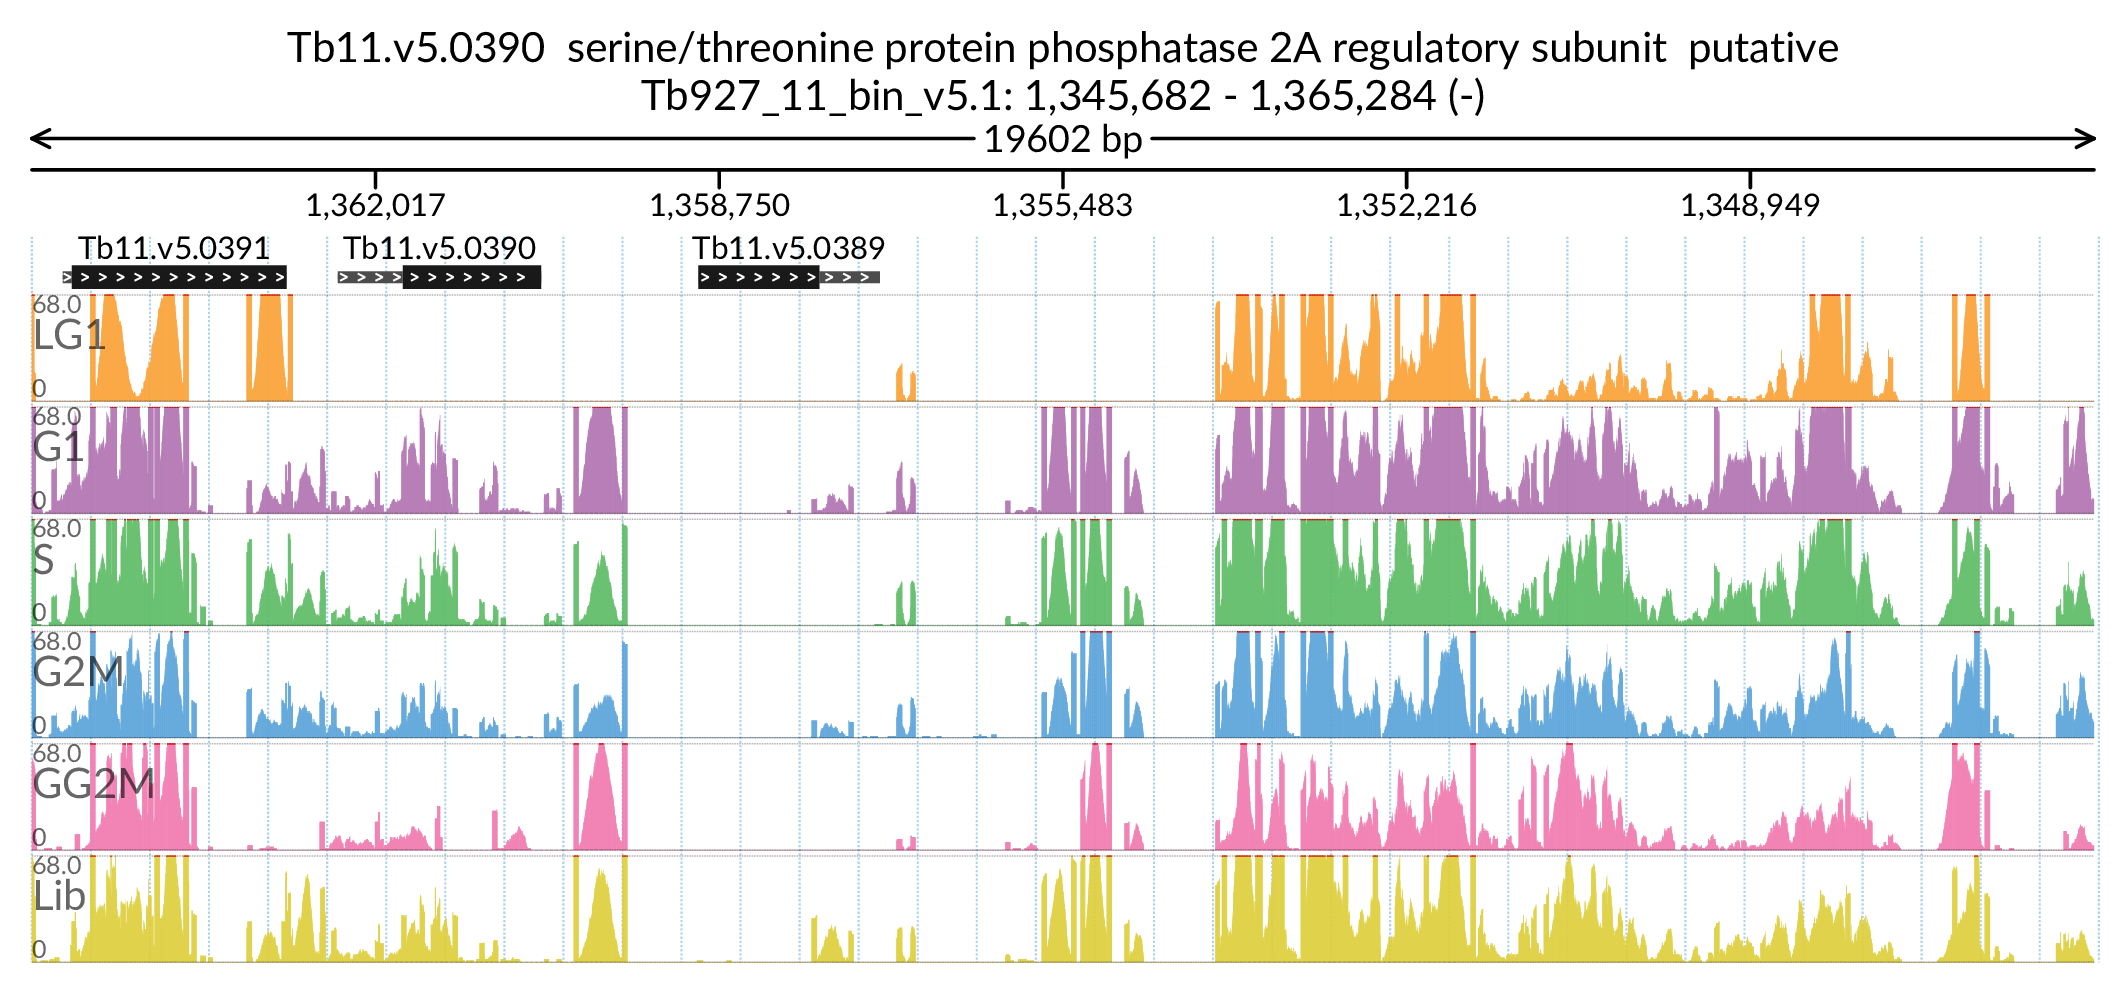 Tb11.v5.0390  serine/threonine protein phosphatase 2A regulatory subunit  putative
Tb927_11_bin_v5.1: 1,345,682 - 1,365,284 (-)
19602 bp
1,362,017 1,358,750 1,355,483 1,352,216 1,348,949
Tb11.v5.0391 Tb11.v5.0390 Tb11.v5.0389
68.0
LG1
0
68.0
G1
0
68.0
S
0
68.0
G2M
0
68.0
GG2M
0
68.0
Lib
0